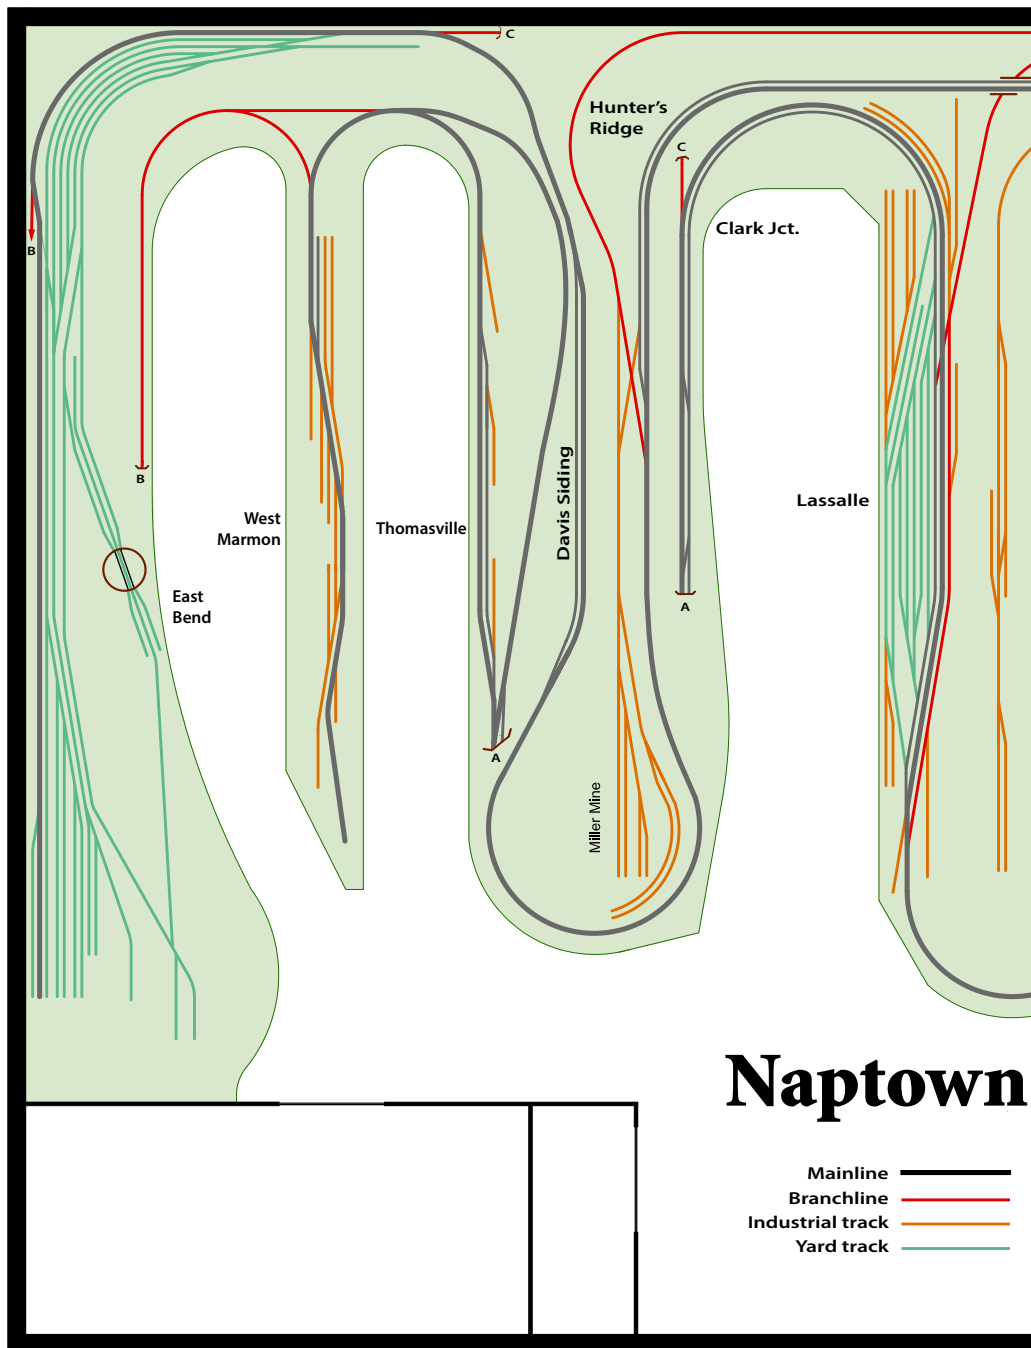 C
Hunter's
Ridge
C
Clark Jct.
B
B
West
Marmon
Thomasville
Davis Siding
Lassalle
East
Bend
A
A
Miller Mine
Naptown
Mainline
Branchline
Industrial track
Yard track